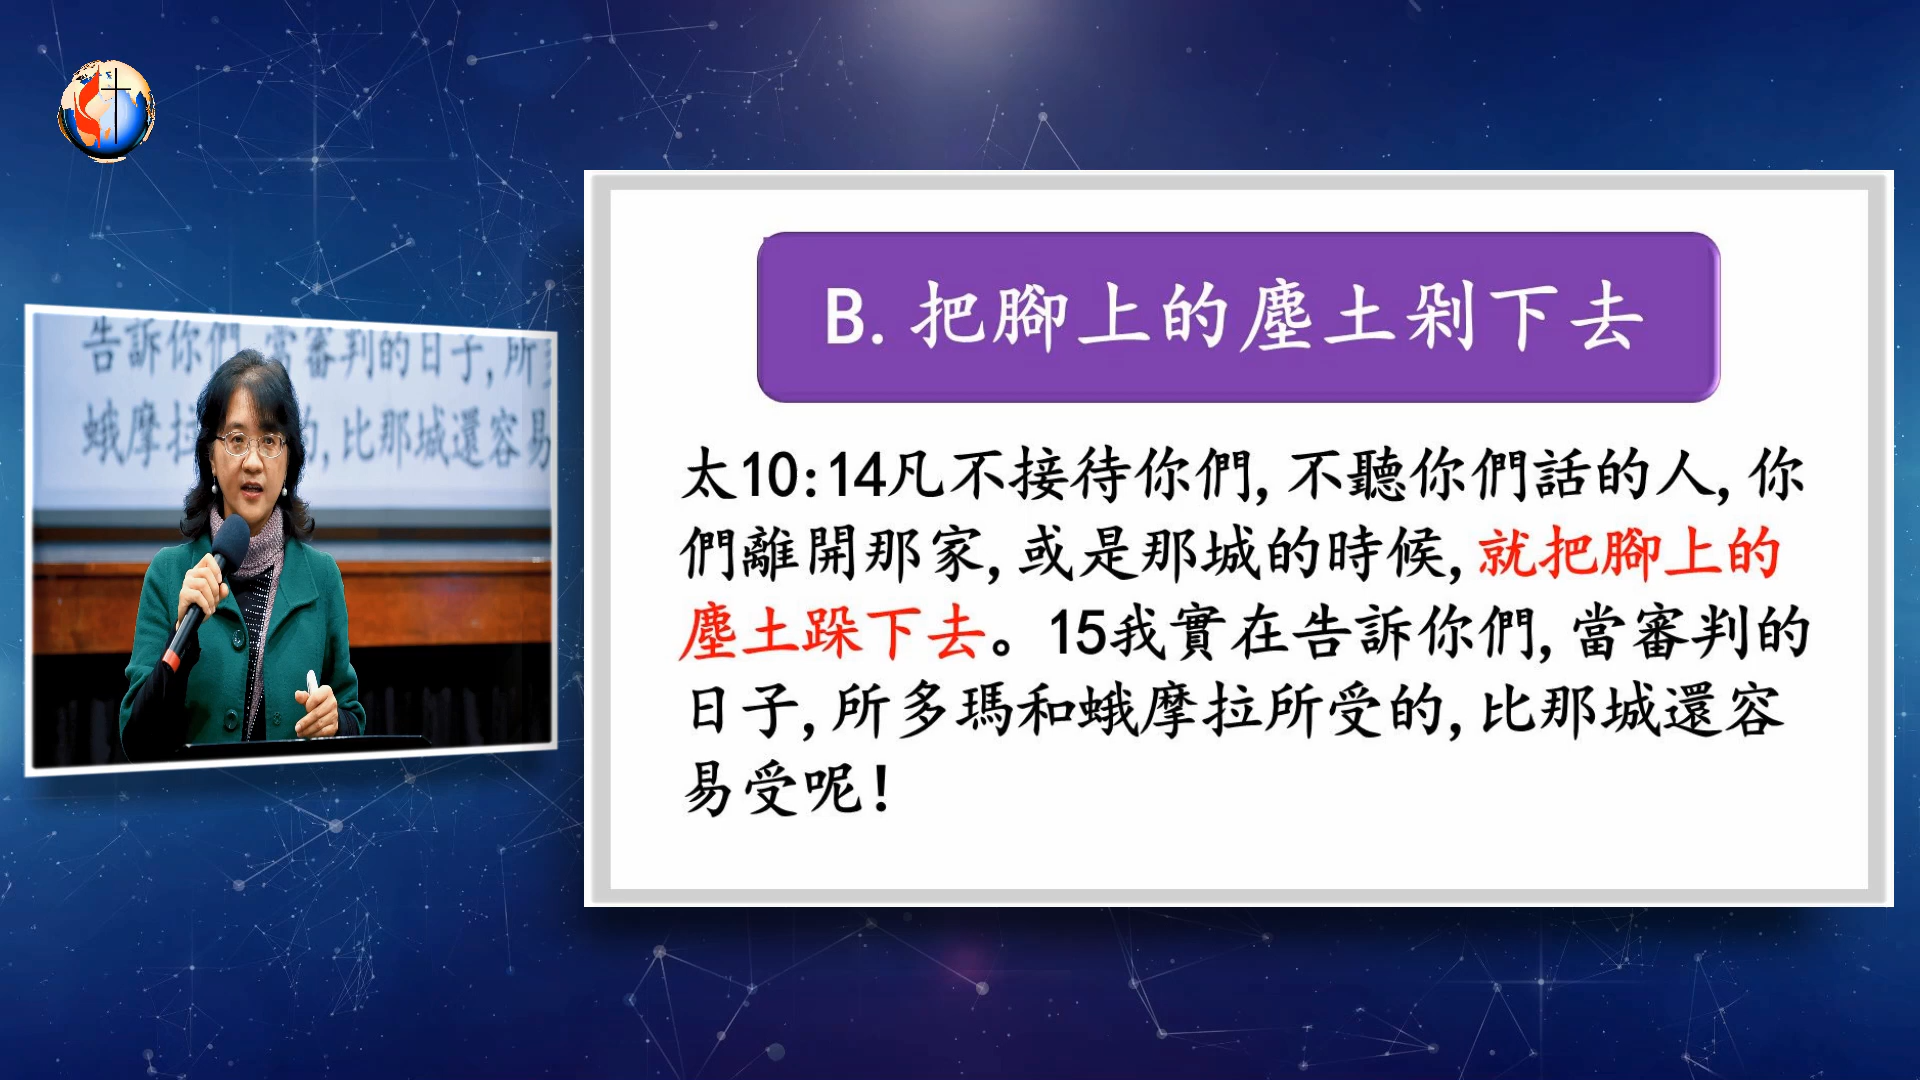 B.把腳上的塵土剁下去
太10:14凡不接待你們,不聽你們話的人,你
們離開那家,或是那城的時候,就把腳上的
塵土跺下去。15我實在告訴你們,當審判的
日子,所多瑪和蛾摩拉所受的,比那城還容
易受呢!
告訴你們,當審判的日子,所
蛾摩拉 的,比那城還容易